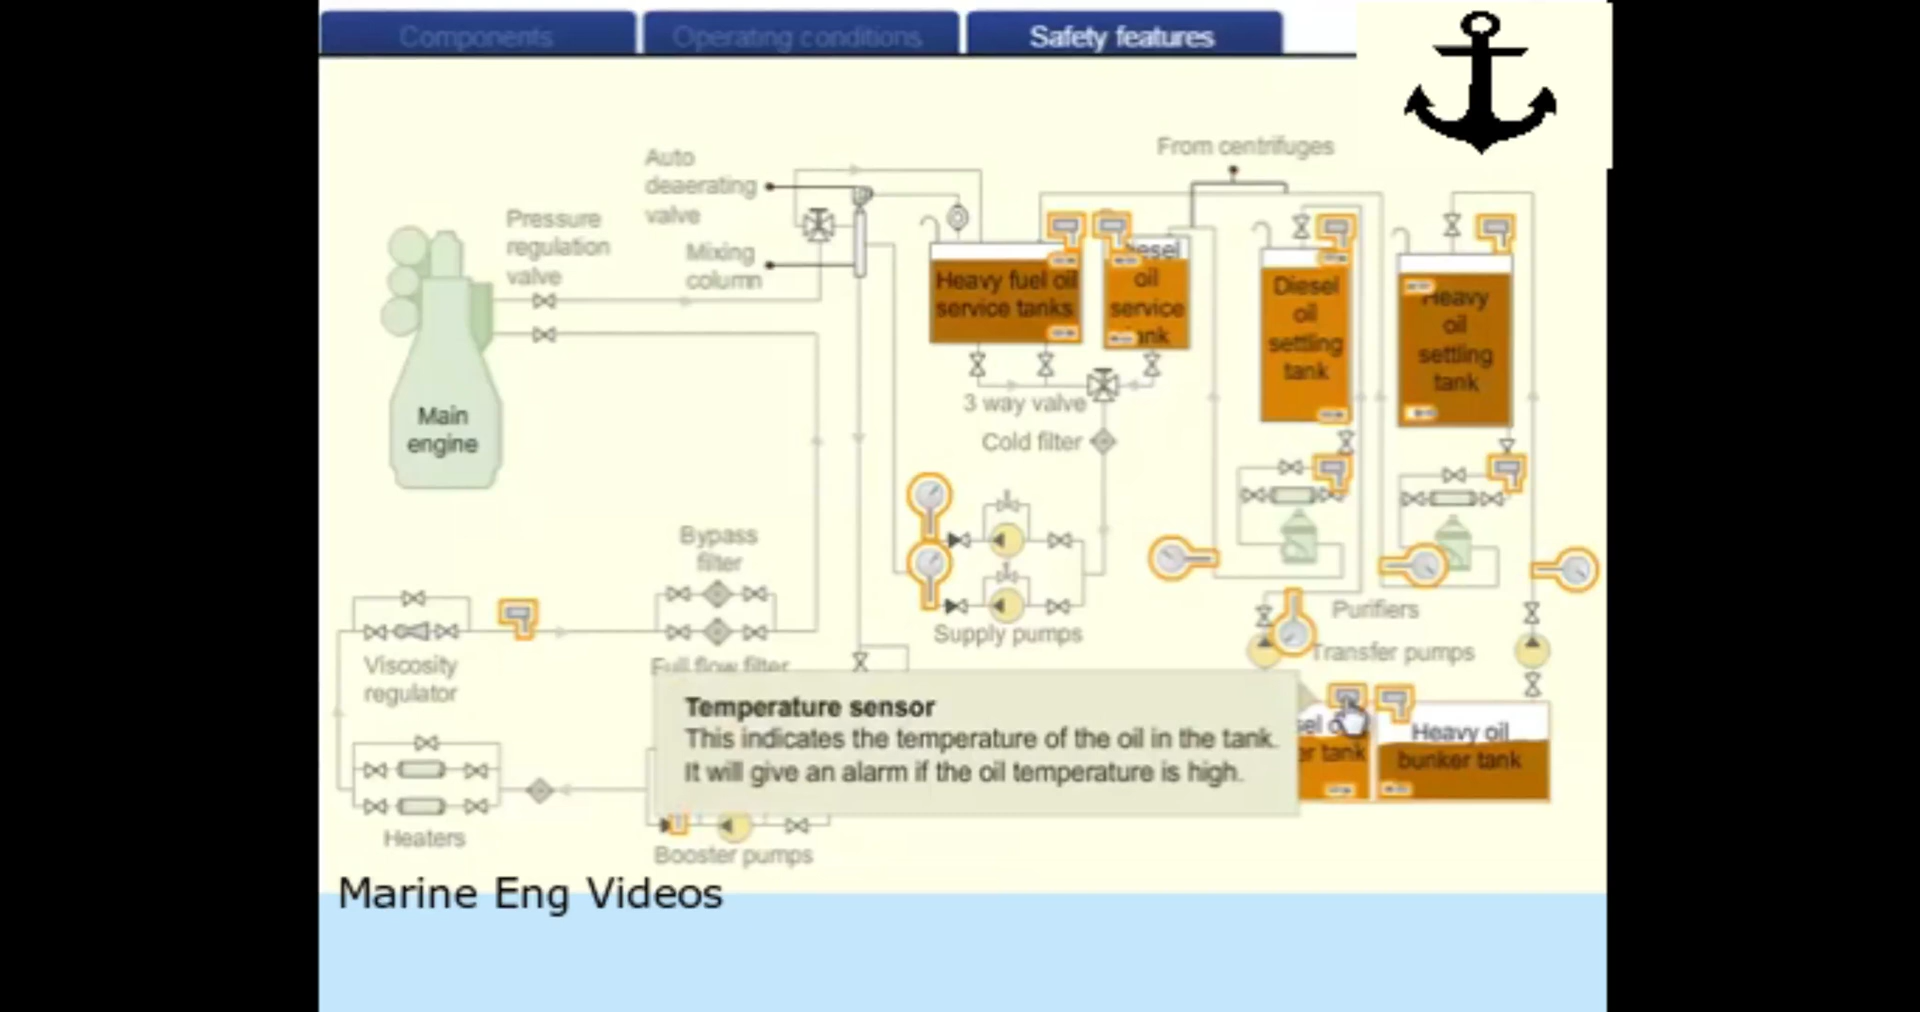 Components
Operating conditions
Safety features
From centrifuges
Auto
deaerating
valve
Pressure
regulation
valve
Mixing
column
Heavy fuel oil
service tanks
oil
service
Diesel
oil
settling
tank
Heavy
oil
settling
tank
3 way valve
Cold filter
Main
engine
Bypass
filter
Supply pumps
Purifiers
Transfer pumps
Viscosity
regulator
Full flow filter
Temperature sensor
This indicates the temperature of the oil in the tank.
It will give an alarm if the oil temperature is high.
tank
Heavy oil
bunker tank
Heaters
Booster pumps
Marine Eng Videos